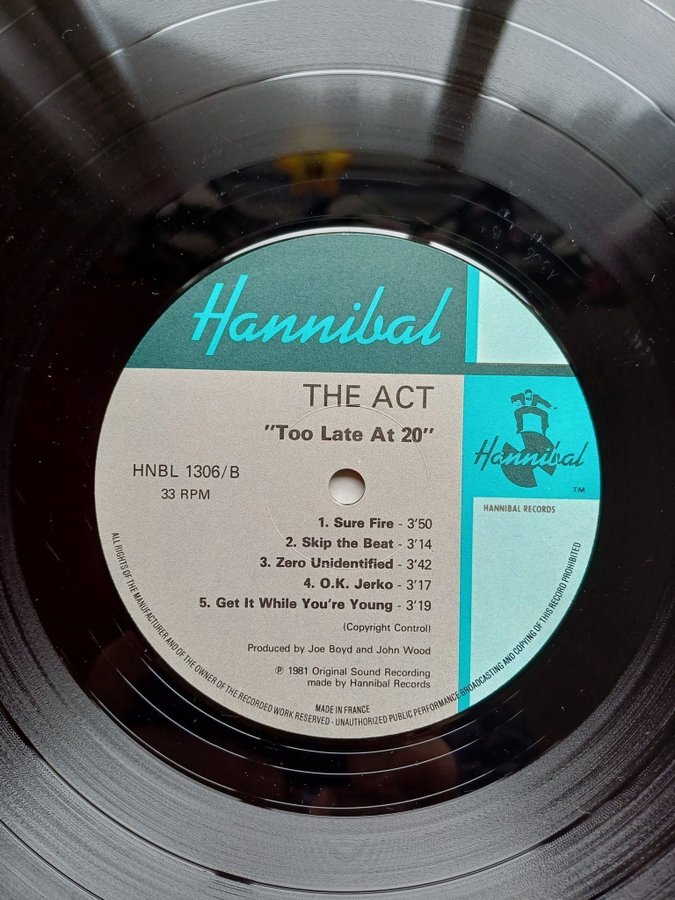 Hannibal
THE ACT
"Too Late At 20"
Hannibal
TM
HANNIBAL RECORDS
HNBL 1306/B
33 RPM
1. Sure Fire - 3'50
2. Skip the Beat - 3'14
3. Zero Unidentified - 3'42
4. O.K. Jerko - 3'17
5. Get It While You're Young - 3'19
(Copyright Control)
Produced by Joe Boyd and John Wood
℗ 1981 Original Sound Recording
made by Hannibal Records
MADE IN FRANCE
ALL RIGHTS OF THE MANUFACTURER AND OF THE OWNER OF THE RECORDED WORK RESERVED - UNAUTHORIZED PUBLIC PERFORMANCE BROADCASTING AND COPYING OF THIS RECORD PROHIBITED